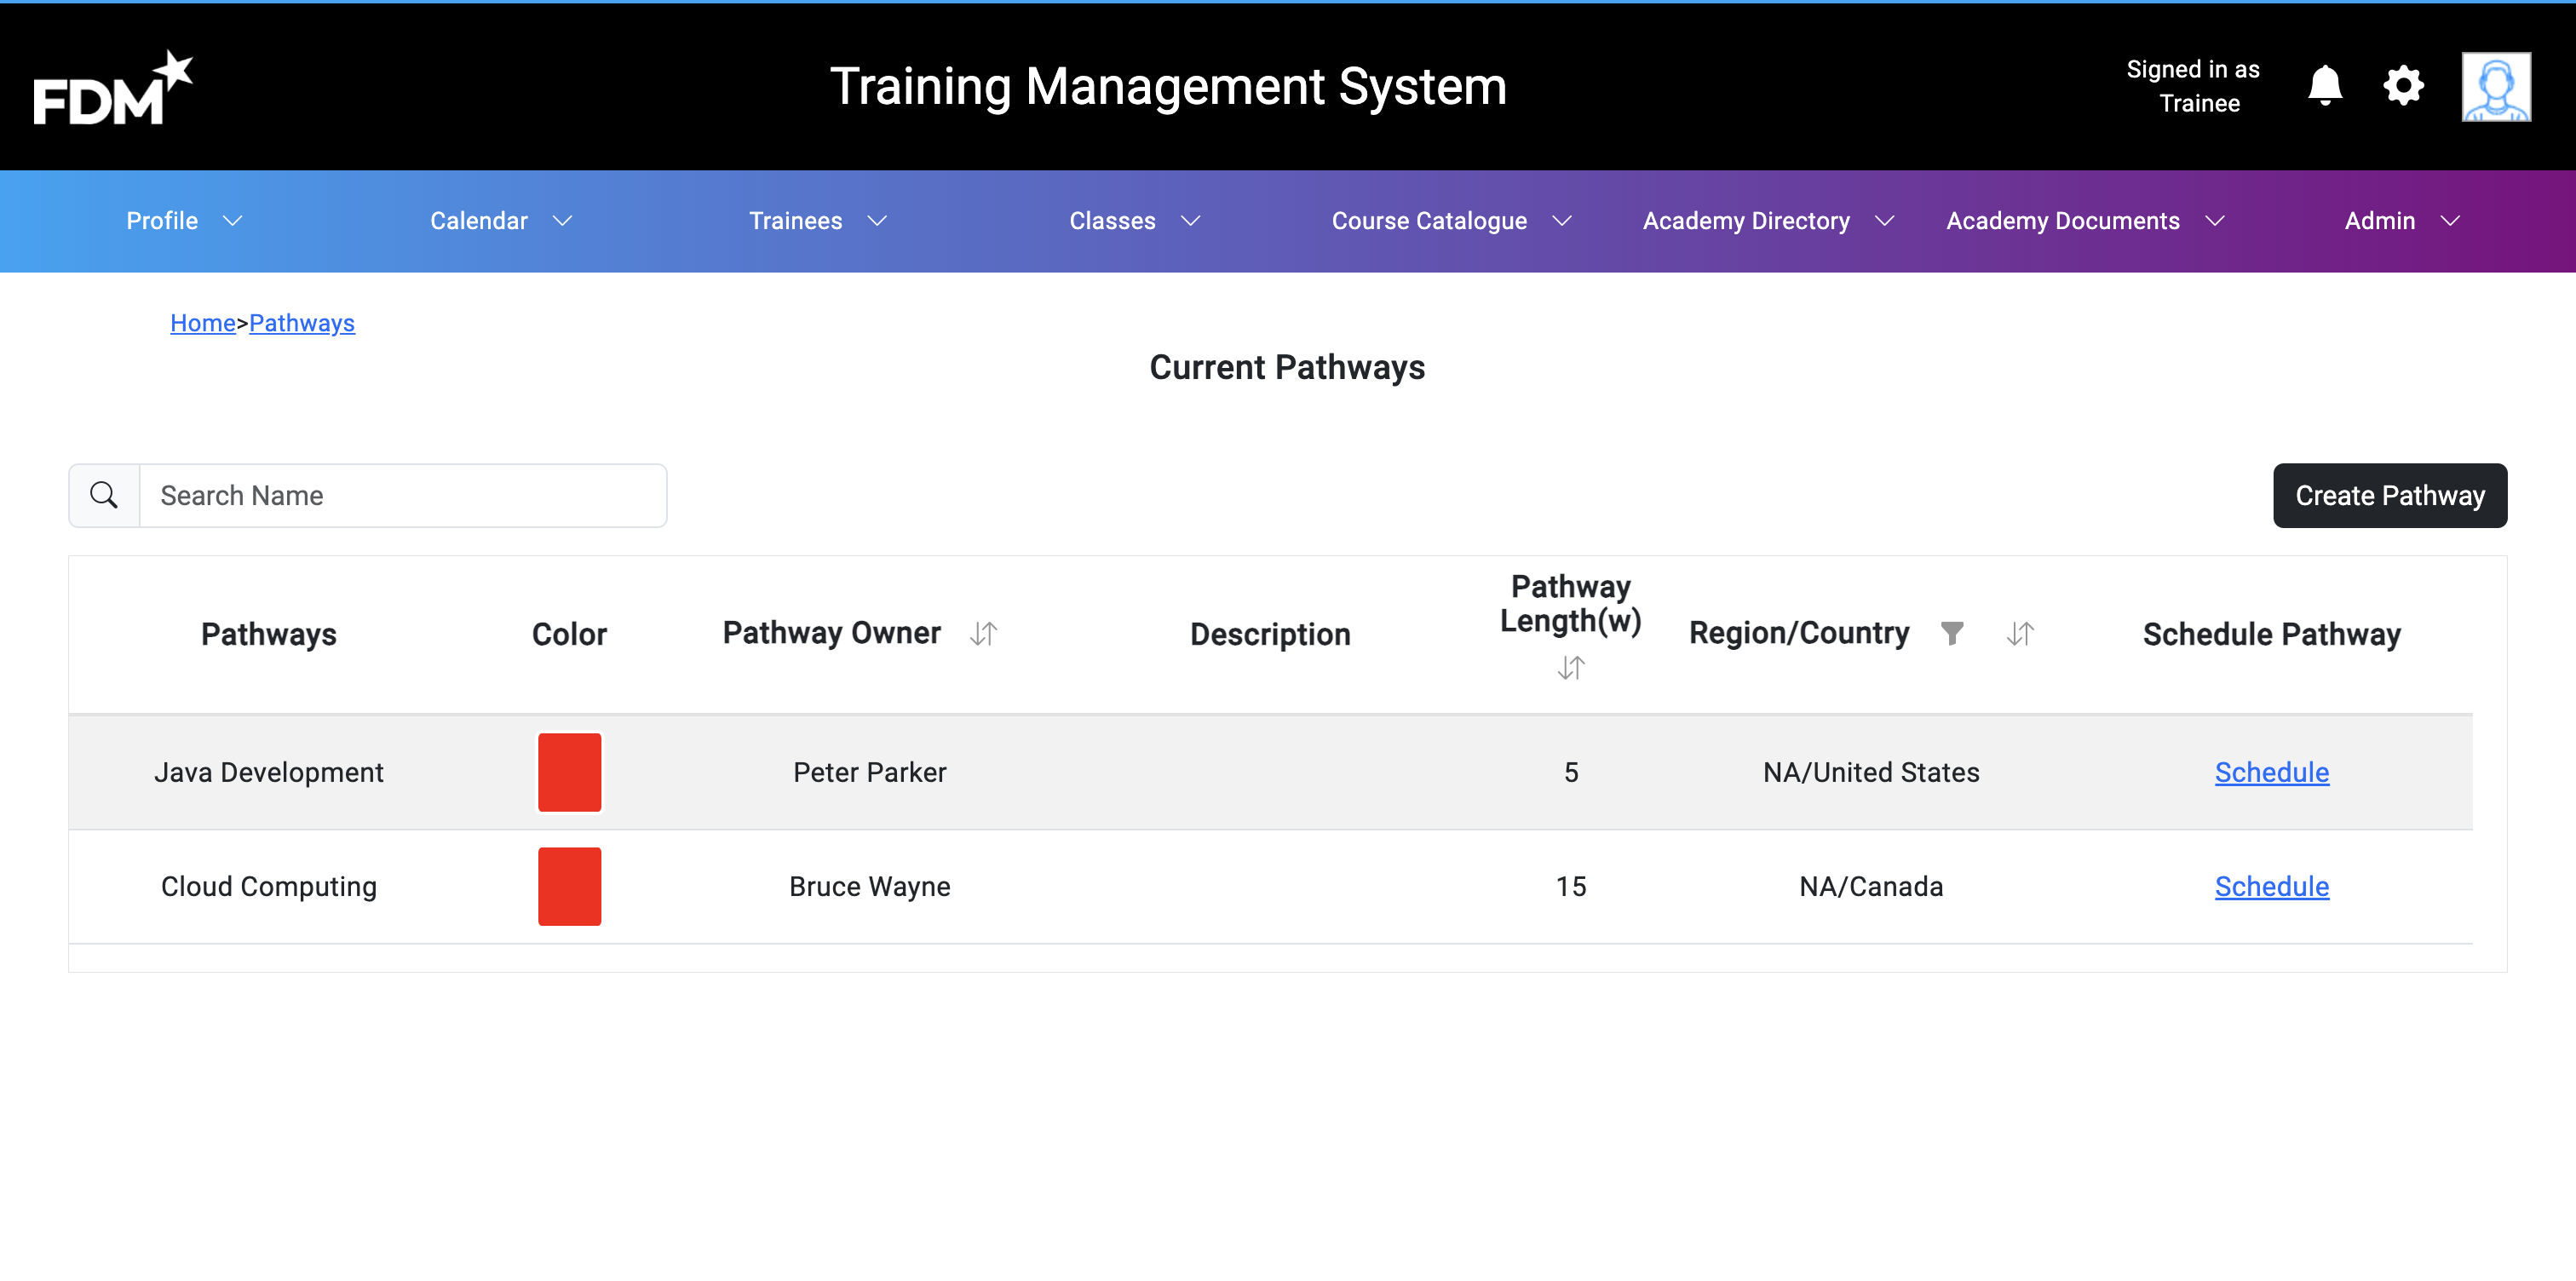 FDM
Training Management System
Signed in as
Trainee
Profile
Calendar
Trainees
Classes
Course Catalogue
Academy Directory
Academy Documents
Admin
Home>Pathways
Current Pathways
Search Name
Create Pathway
Pathways
Color
Pathway Owner
Description
Pathway
Length(w)
Region/Country
Schedule Pathway
Java Development
Peter Parker
5
NA/United States
Schedule
Cloud Computing
Bruce Wayne
15
NA/Canada
Schedule